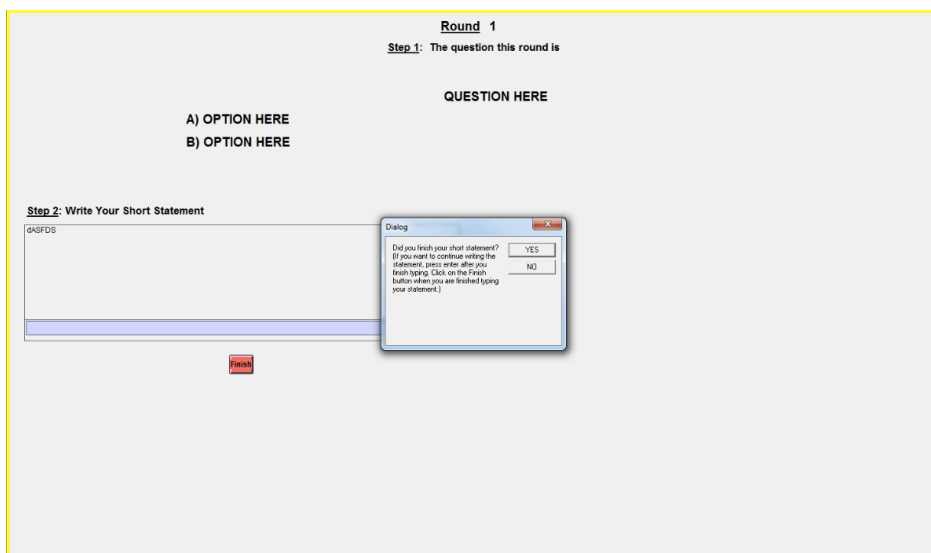 Round 1
Step 1: The question this round is
QUESTION HERE
A) OPTION HERE
B) OPTION HERE
Step 2: Write Your Short Statement
dASFDS
Dialog
Did you finish your short statement?
(If you want to continue writing the
statement, press enter after you
finish typing. Click on the Finish
button when you are finished typing
your statement.)
YES
NO
Finish